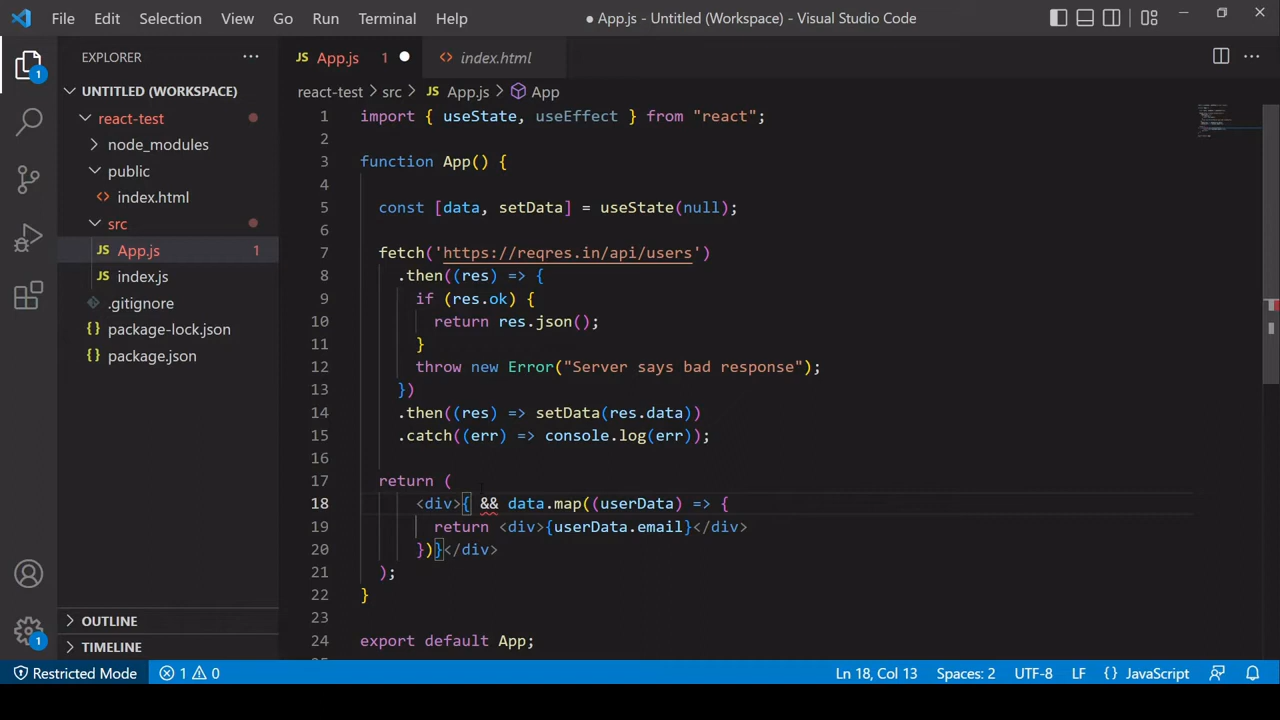 File Edit Selection View Go Run Terminal Help ● App.js - Untitled (Workspace) - Visual Studio Code
EXPLORER
JS App.js 1
<> index.html
react-test > src > JS App.js > App
UNTITLED (WORKSPACE)
react-test
node_modules
public
<> index.html
src
JS App.js 1
JS index.js
.gitignore
{} package-lock.json
{} package.json
OUTLINE
TIMELINE
1
1
1 import { useState, useEffect } from "react";
2
3 function App() {
4
5 const [data, setData] = useState(null);
6
7 fetch('https://reqres.in/api/users')
8 .then((res) => {
9 if (res.ok) {
10 return res.json();
11 }
12 throw new Error("Server says bad response");
13 })
14 .then((res) => setData(res.data))
15 .catch((err) => console.log(err));
16
17 return (
18 <div>{ && data.map((userData) => {
19 return <div>{userData.email}</div>
20 })}</div>
21 );
22 }
23
24 export default App;
Restricted Mode 1 0 Ln 18, Col 13 Spaces: 2 UTF-8 LF {} JavaScript